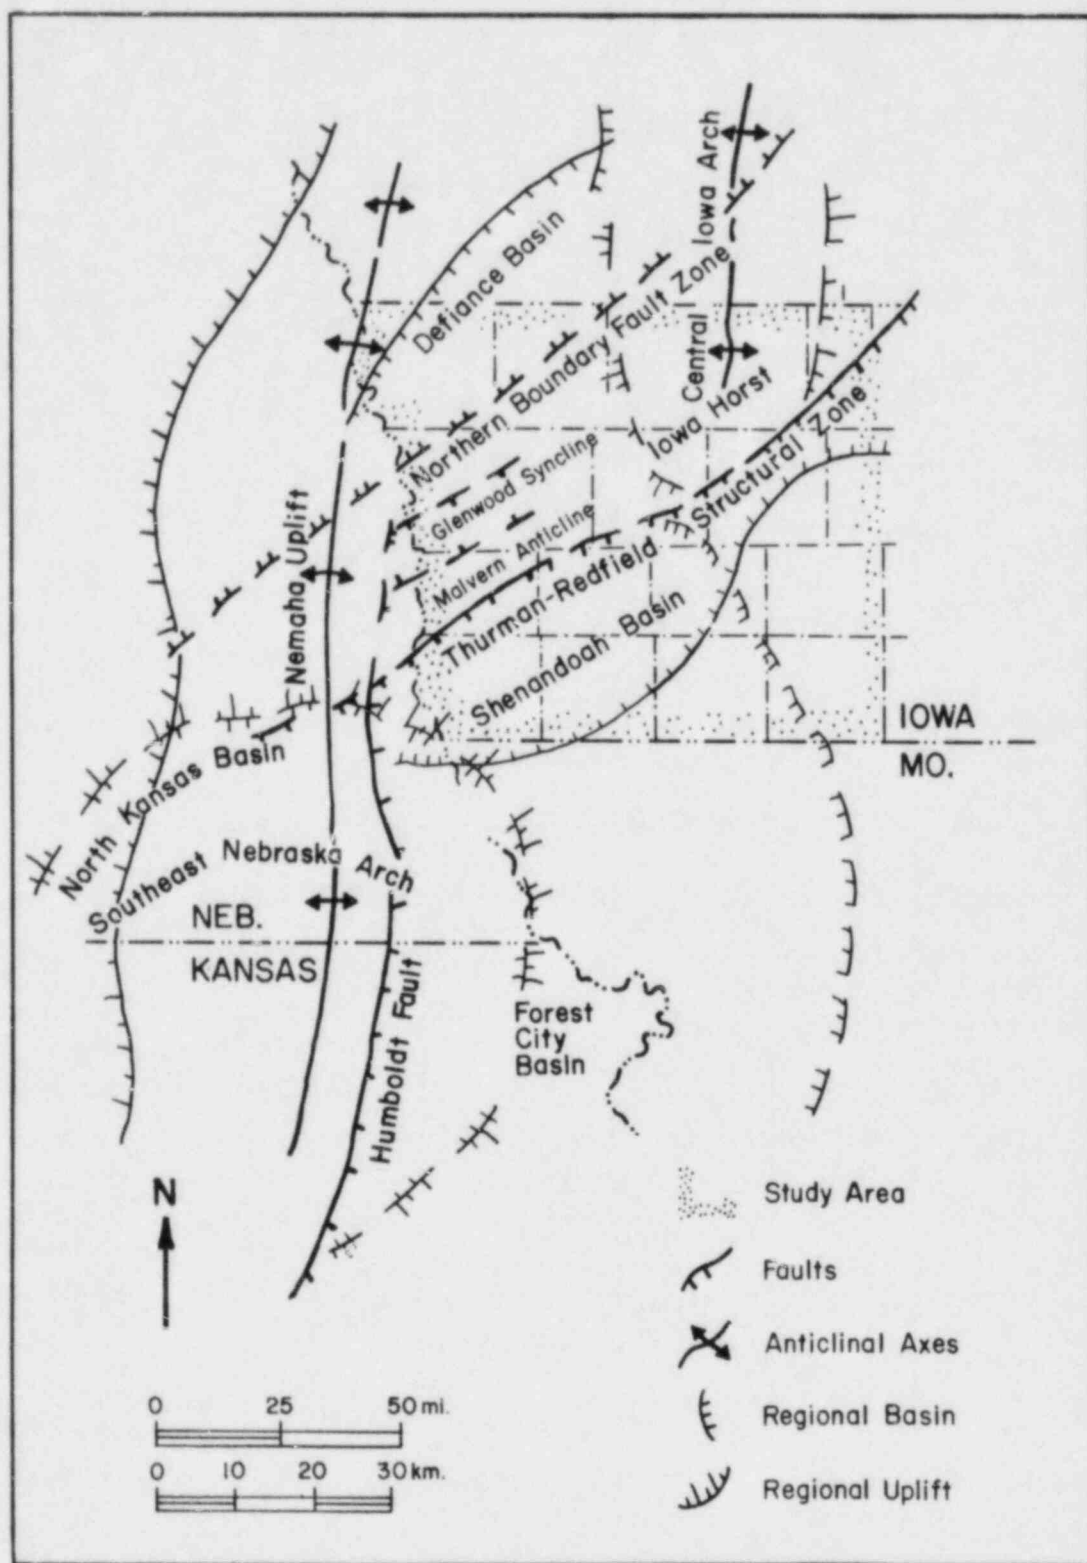 Iowa Arch
Central
Defiance Basin
Northern Boundary Fault Zone
Iowa Horst
Glenwood Syncline
Malvern Anticline
Thurman-Redfield Structural Zone
Shenandoah Basin
Nemaha Uplift
IOWA
MO.
North Kansas Basin
Southeast Nebraska Arch
NEB.
KANSAS
Humboldt Fault
Forest
City
Basin
N
Study Area
Faults
Anticlinal Axes
Regional Basin
Regional Uplift
0 25 50 mi.
0 10 20 30 km.